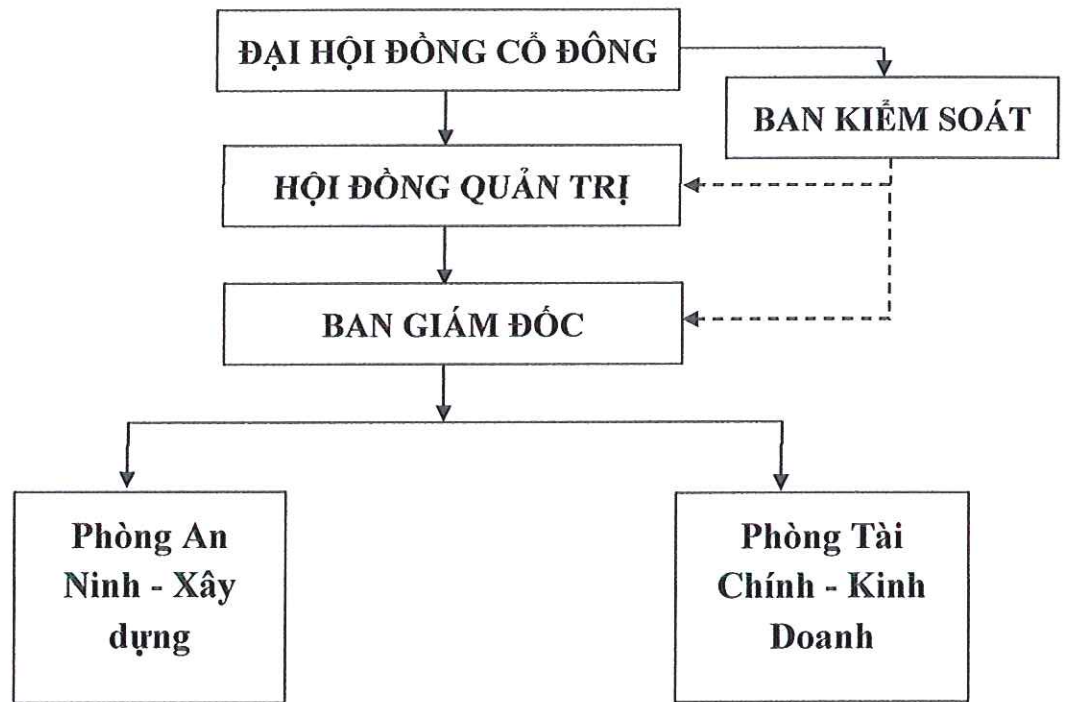 ĐẠI HỘI ĐỒNG CỔ ĐÔNG
BAN KIỂM SOÁT
HỘI ĐỒNG QUẢN TRỊ
BAN GIÁM ĐỐC
Phòng An
Ninh - Xây
dựng
Phòng Tài
Chính - Kinh
Doanh